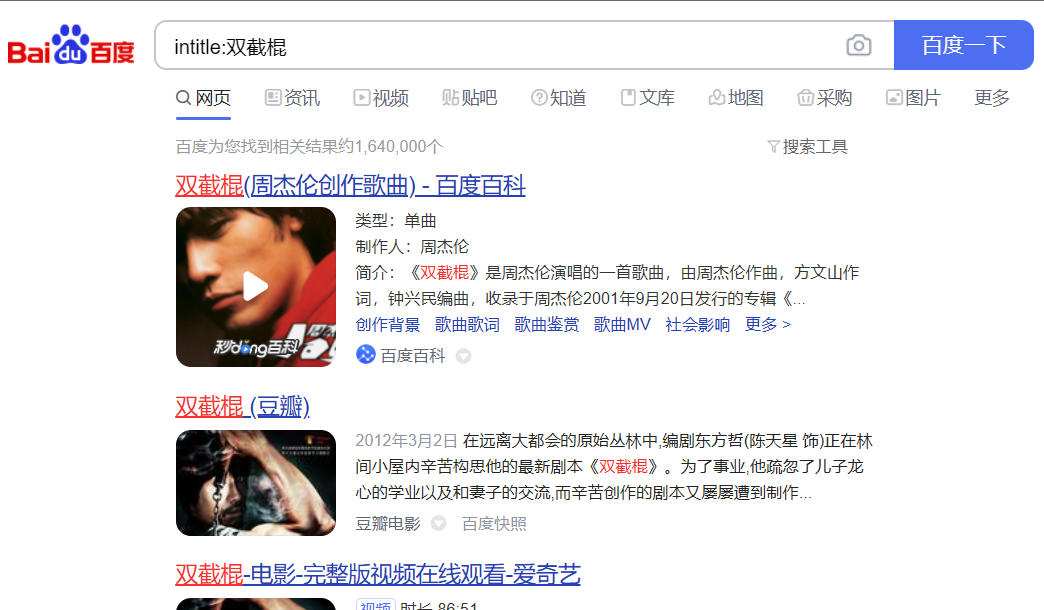 Bai du 百度
intitle:双截棍
百度一下
网页 资讯 视频 贴吧 知道 文库 地图 采购 图片 更多
百度为您找到相关结果约1,640,000个
搜索工具
双截棍(周杰伦创作歌曲) - 百度百科
类型：单曲
制作人：周杰伦
简介：《双截棍》是周杰伦演唱的一首歌曲，由周杰伦作曲，方文山作
词，钟兴民编曲，收录于周杰伦2001年9月20日发行的专辑《...
创作背景 歌曲歌词 歌曲鉴赏 歌曲MV 社会影响 更多 >
秒dong百科
百度百科
双截棍 (豆瓣)
2012年3月2日 在远离大都会的原始丛林中,编剧东方哲(陈天星 饰)正在林
间小屋内辛苦构思他的最新剧本《双截棍》。为了事业,他疏忽了儿子龙
心的学业以及和妻子的交流,而辛苦创作的剧本又屡屡遭到制作...
豆瓣电影 百度快照
双截棍-电影-完整版视频在线观看-爱奇艺
视频 时长 86:51